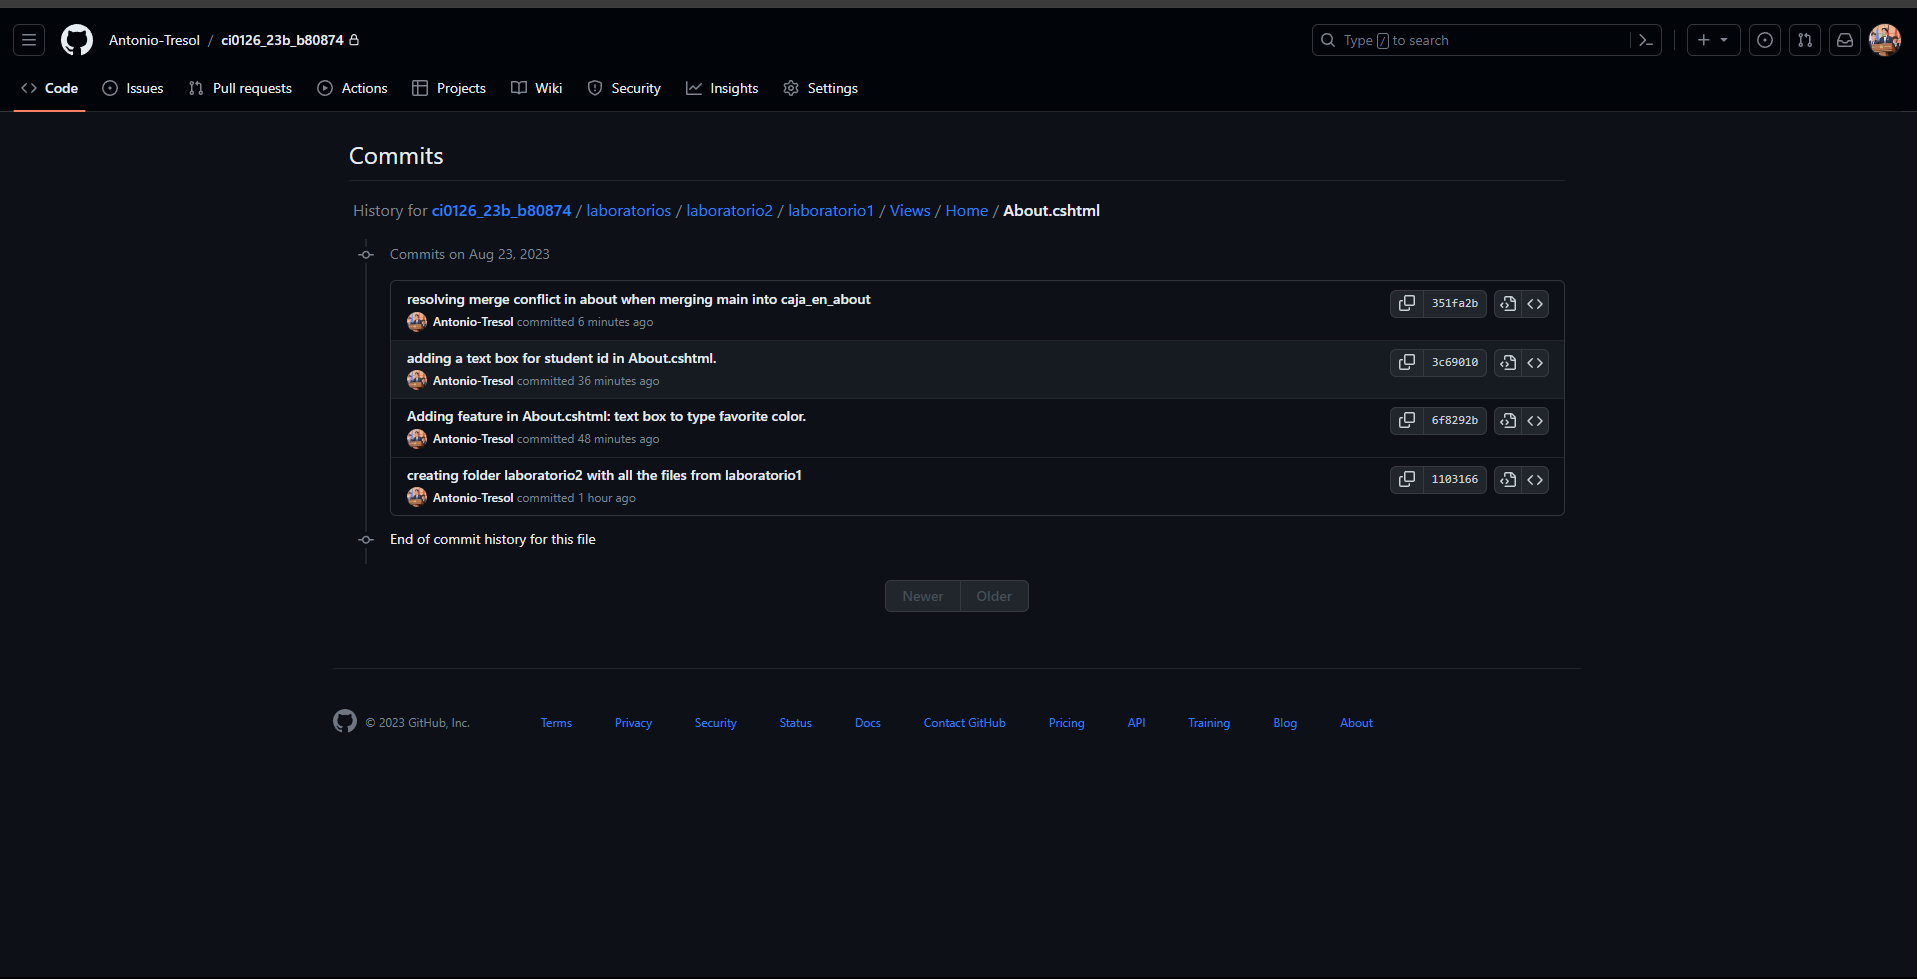 Antonio-Tresol / ci0126_23b_b80874
Type / to search
Code Issues Pull requests Actions Projects Wiki Security Insights Settings
Commits
History for ci0126_23b_b80874 / laboratorios / laboratorio2 / laboratorio1 / Views / Home / About.cshtml
Commits on Aug 23, 2023
resolving merge conflict in about when merging main into caja_en_about
351fa2b
Antonio-Tresol committed 6 minutes ago
adding a text box for student id in About.cshtml.
3c69010
Antonio-Tresol committed 36 minutes ago
Adding feature in About.cshtml: text box to type favorite color.
6f8292b
Antonio-Tresol committed 48 minutes ago
creating folder laboratorio2 with all the files from laboratorio1
1103166
Antonio-Tresol committed 1 hour ago
End of commit history for this file
Newer Older
© 2023 GitHub, Inc. Terms Privacy Security Status Docs Contact GitHub Pricing API Training Blog About